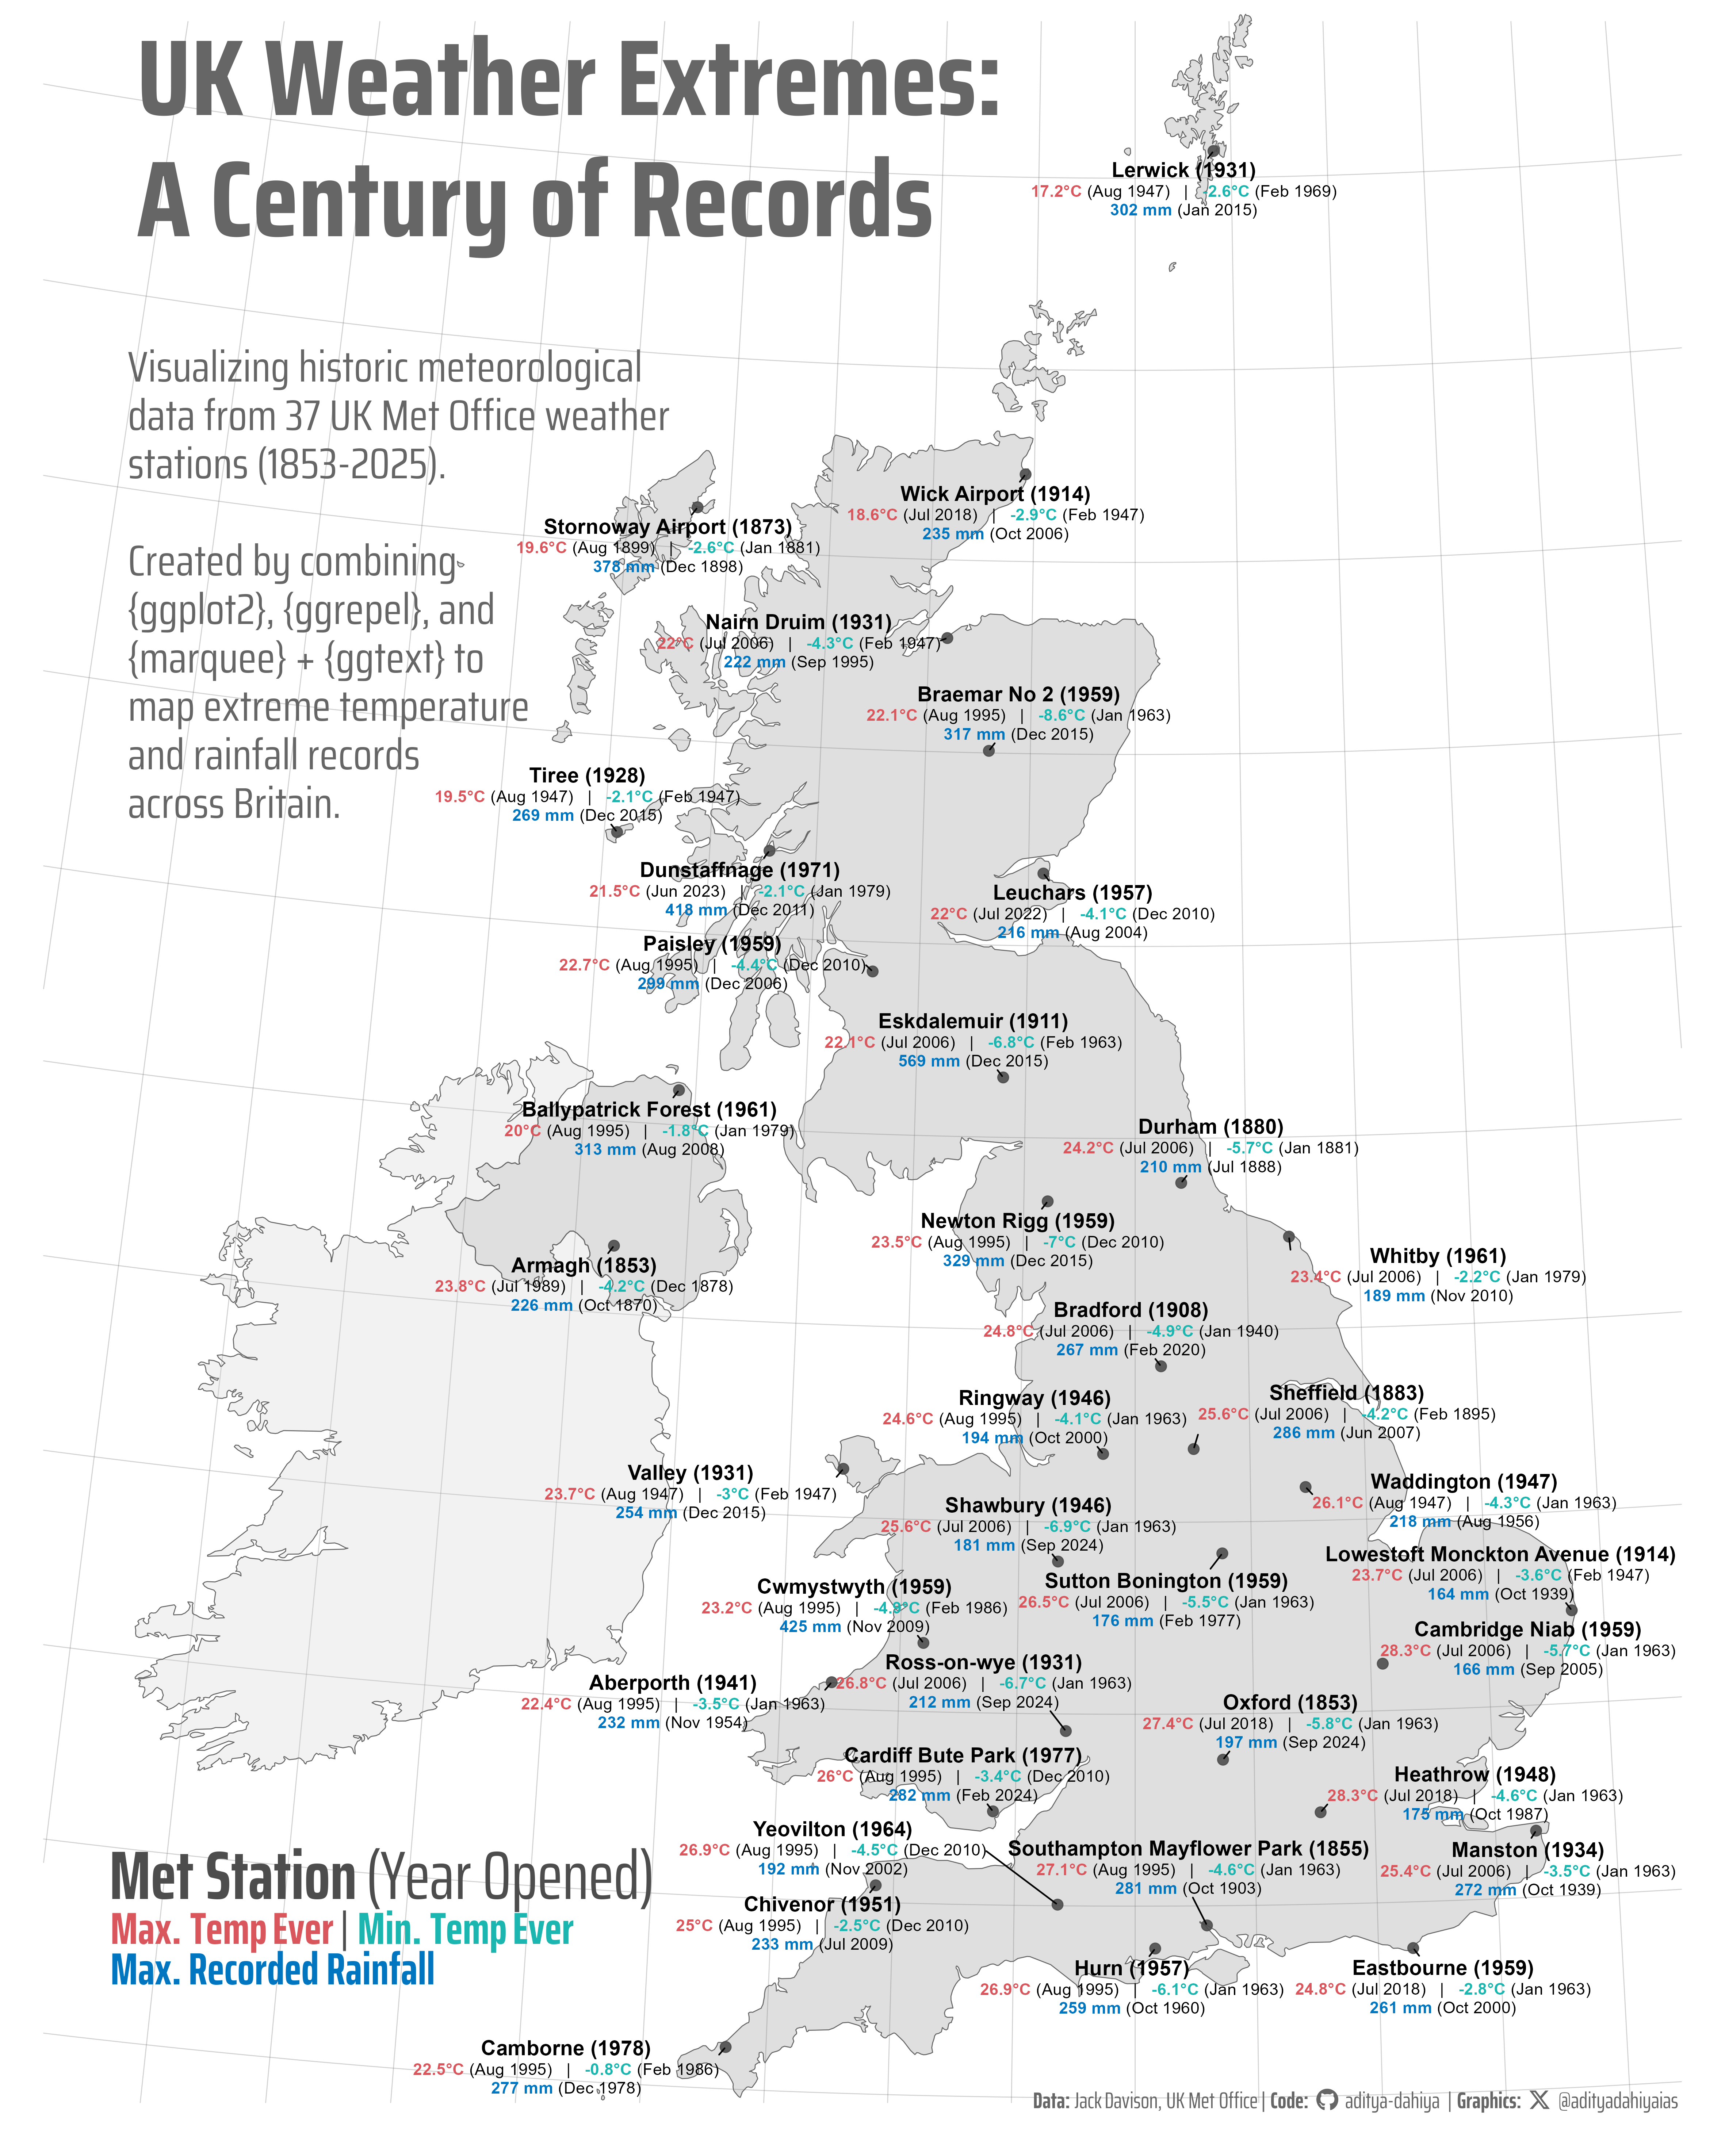 UK Weather Extremes:
A Century of Records
Visualizing historic meteorological
data from 37 UK Met Office weather
stations (1853-2025).
Created by combining
{ggplot2}, {ggrepel}, and
{marquee} + {ggtext} to
map extreme temperature
and rainfall records
across Britain.
Lerwick (1931)
17.2°C (Aug 1947) | -2.6°C (Feb 1969)
302 mm (Jan 2015)
Wick Airport (1914)
18.6°C (Jul 2018) | -2.9°C (Feb 1947)
235 mm (Oct 2006)
Stornoway Airport (1873)
19.6°C (Aug 1899) | -2.6°C (Jan 1881)
378 mm (Dec 1898)
Nairn Druim (1931)
22°C (Jul 2006) | -4.3°C (Feb 1947)
222 mm (Sep 1995)
Braemar No 2 (1959)
22.1°C (Aug 1995) | -8.6°C (Jan 1963)
317 mm (Dec 2015)
Tiree (1928)
19.5°C (Aug 1947) | -2.1°C (Feb 1947)
269 mm (Dec 2015)
Dunstaffnage (1971)
21.5°C (Jun 2023) | -2.1°C (Jan 1979)
418 mm (Dec 2011)
Leuchars (1957)
22°C (Jul 2022) | -4.1°C (Dec 2010)
216 mm (Aug 2004)
Paisley (1959)
22.7°C (Aug 1995) | -4.4°C (Dec 2010)
299 mm (Dec 2006)
Eskdalemuir (1911)
22.1°C (Jul 2006) | -6.8°C (Feb 1963)
569 mm (Dec 2015)
Ballypatrick Forest (1961)
20°C (Aug 1995) | -1.8°C (Jan 1979)
313 mm (Aug 2008)
Durham (1880)
24.2°C (Jul 2006) | -5.7°C (Jan 1881)
210 mm (Jul 1888)
Newton Rigg (1959)
23.5°C (Aug 1995) | -7°C (Dec 2010)
329 mm (Dec 2015)
Armagh (1853)
23.8°C (Jul 1989) | -4.2°C (Dec 1878)
226 mm (Oct 1870)
Whitby (1961)
23.4°C (Jul 2006) | -2.2°C (Jan 1979)
189 mm (Nov 2010)
Bradford (1908)
24.8°C (Jul 2006) | -4.9°C (Jan 1940)
267 mm (Feb 2020)
Ringway (1946)
24.6°C (Aug 1995) | -4.1°C (Jan 1963)
194 mm (Oct 2000)
Sheffield (1883)
25.6°C (Jul 2006) | -4.2°C (Feb 1895)
286 mm (Jun 2007)
Valley (1931)
23.7°C (Aug 1947) | -3°C (Feb 1947)
254 mm (Dec 2015)
Waddington (1947)
26.1°C (Aug 1947) | -4.3°C (Jan 1963)
218 mm (Aug 1956)
Shawbury (1946)
25.6°C (Jul 2006) | -6.9°C (Jan 1963)
181 mm (Sep 2024)
Lowestoft Monckton Avenue (1914)
23.7°C (Jul 2006) | -3.6°C (Feb 1947)
164 mm (Oct 1939)
Cwmystwyth (1959)
23.2°C (Aug 1995) | -4.9°C (Feb 1986)
425 mm (Nov 2009)
Sutton Bonington (1959)
26.5°C (Jul 2006) | -5.5°C (Jan 1963)
176 mm (Feb 1977)
Cambridge Niab (1959)
28.3°C (Jul 2006) | -5.7°C (Jan 1963)
166 mm (Sep 2005)
Aberporth (1941)
22.4°C (Aug 1995) | -3.5°C (Jan 1963)
232 mm (Nov 1954)
Ross-on-wye (1931)
26.8°C (Jul 2006) | -6.7°C (Jan 1963)
212 mm (Sep 2024)
Oxford (1853)
27.4°C (Jul 2018) | -5.8°C (Jan 1963)
197 mm (Sep 2024)
Cardiff Bute Park (1977)
26°C (Aug 1995) | -3.4°C (Dec 2010)
282 mm (Feb 2024)
Heathrow (1948)
28.3°C (Jul 2018) | -4.6°C (Jan 1963)
175 mm (Oct 1987)
Yeovilton (1964)
26.9°C (Aug 1995) | -4.5°C (Dec 2010)
192 mm (Nov 2002)
Southampton Mayflower Park (1855)
27.1°C (Aug 1995) | -4.6°C (Jan 1963)
281 mm (Oct 1903)
Manston (1934)
25.4°C (Jul 2006) | -3.5°C (Jan 1963)
272 mm (Oct 1939)
Chivenor (1951)
25°C (Aug 1995) | -2.5°C (Dec 2010)
233 mm (Jul 2009)
Hurn (1957)
26.9°C (Aug 1995) | -6.1°C (Jan 1963)
259 mm (Oct 1960)
Eastbourne (1959)
24.8°C (Jul 2018) | -2.8°C (Jan 1963)
261 mm (Oct 2000)
Camborne (1978)
22.5°C (Aug 1995) | -0.8°C (Feb 1986)
277 mm (Dec 1978)
Met Station (Year Opened)
Max. Temp Ever | Min. Temp Ever
Max. Recorded Rainfall
Data: Jack Davison, UK Met Office | Code: aditya-dahiya | Graphics: @adityadahiyaias